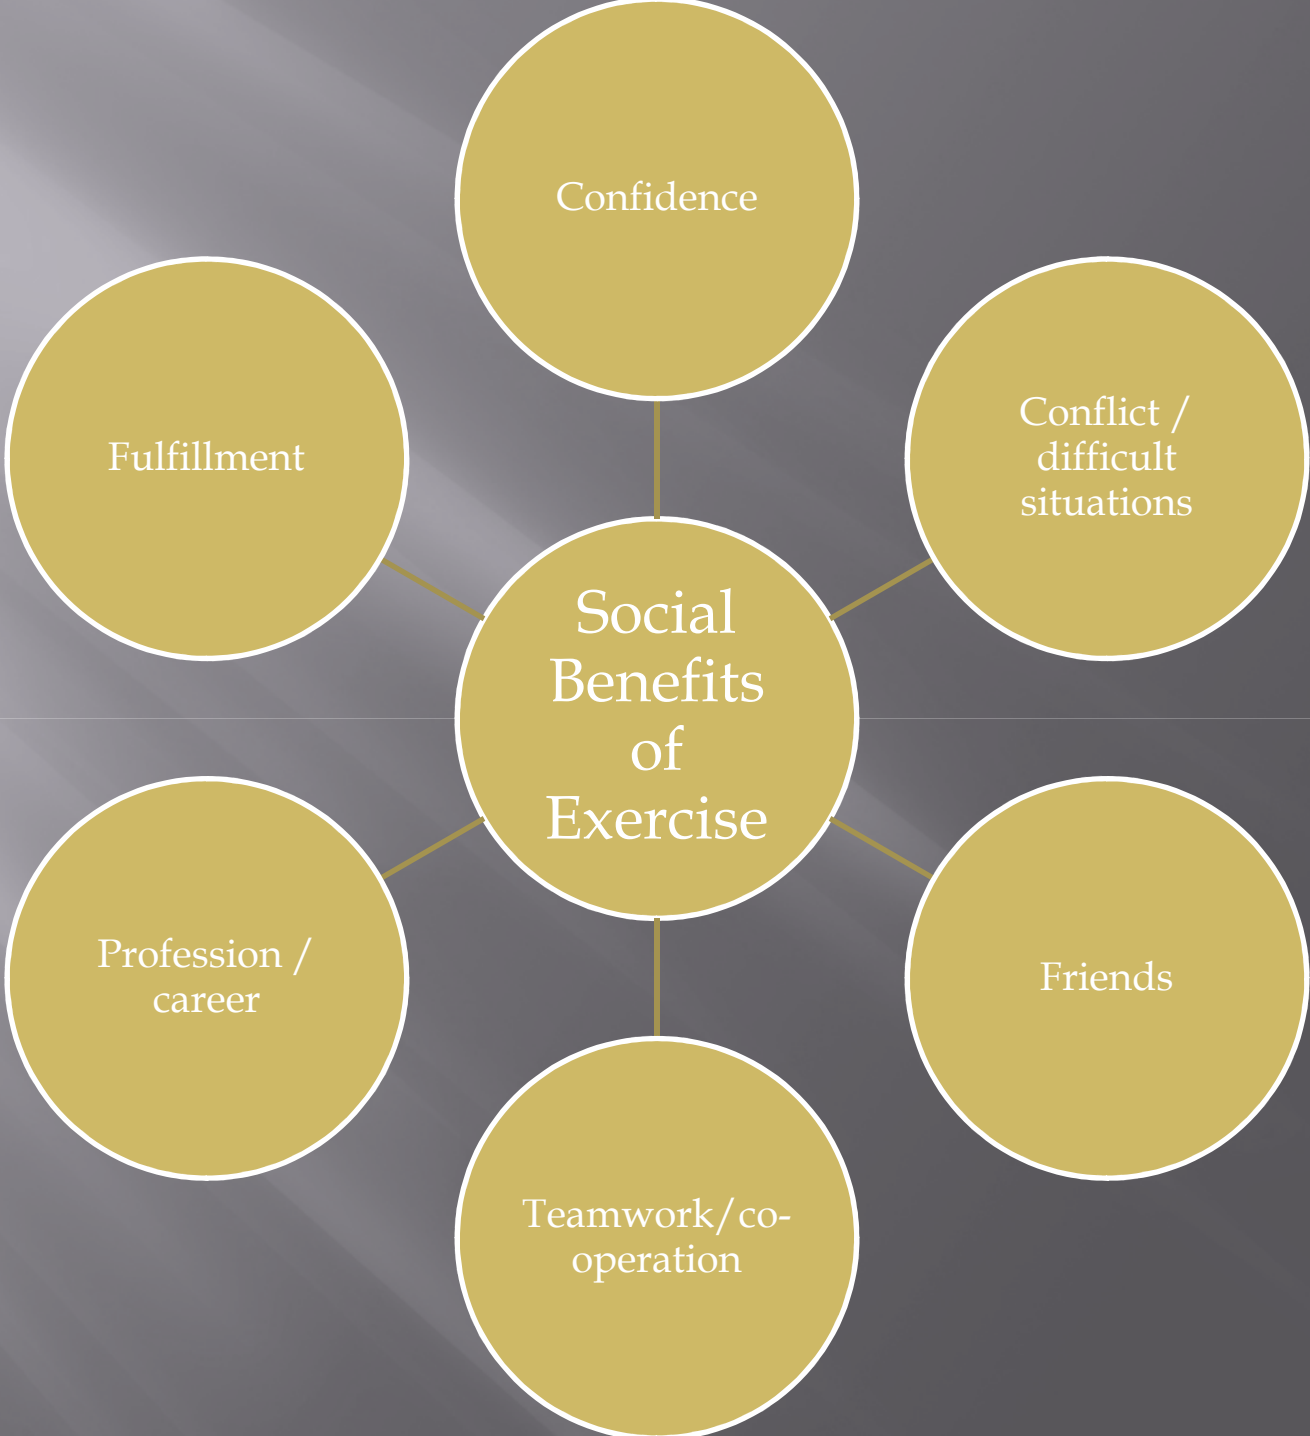 Confidence
Conflict /
difficult
situations
Fulfillment
Social
Benefits
of
Exercise
Profession /
career
Friends
Teamwork/co-
operation